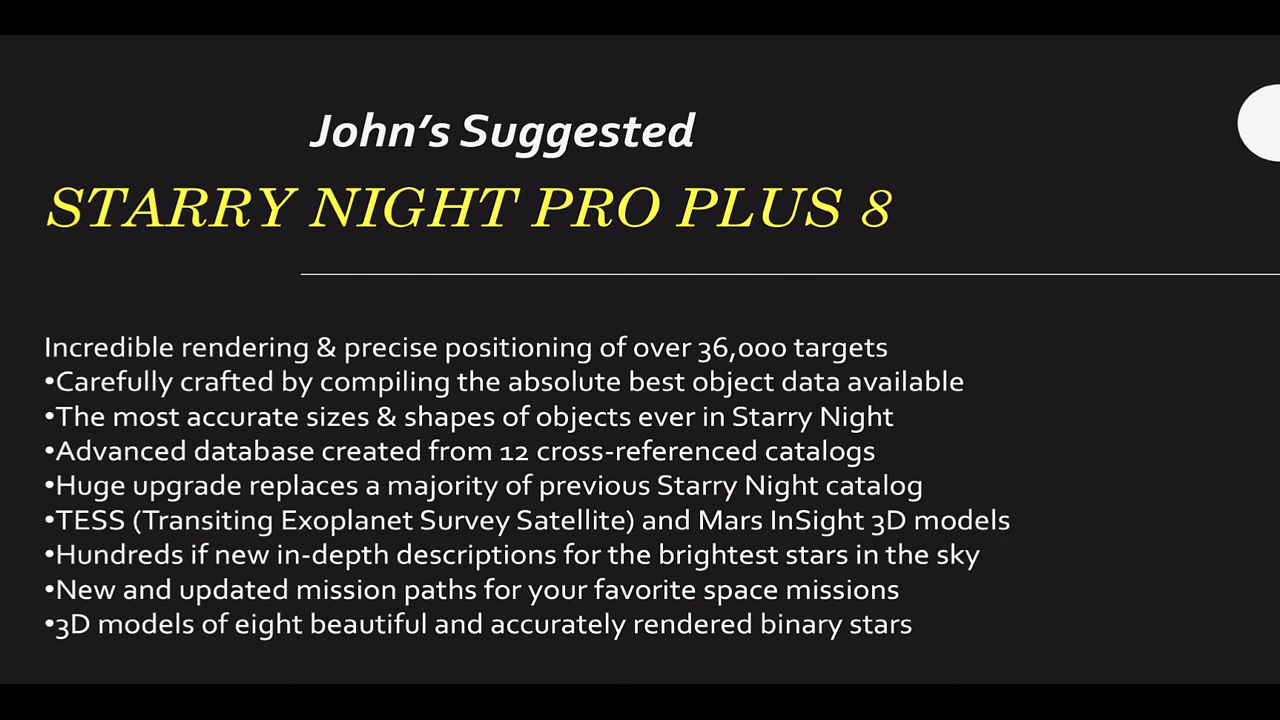 John’s Suggested
STARRY NIGHT PRO PLUS 8
Incredible rendering & precise positioning of over 36,000 targets
•Carefully crafted by compiling the absolute best object data available
•The most accurate sizes & shapes of objects ever in Starry Night
•Advanced database created from 12 cross-referenced catalogs
•Huge upgrade replaces a majority of previous Starry Night catalog
•TESS (Transiting Exoplanet Survey Satellite) and Mars InSight 3D models
•Hundreds if new in-depth descriptions for the brightest stars in the sky
•New and updated mission paths for your favorite space missions
•3D models of eight beautiful and accurately rendered binary stars